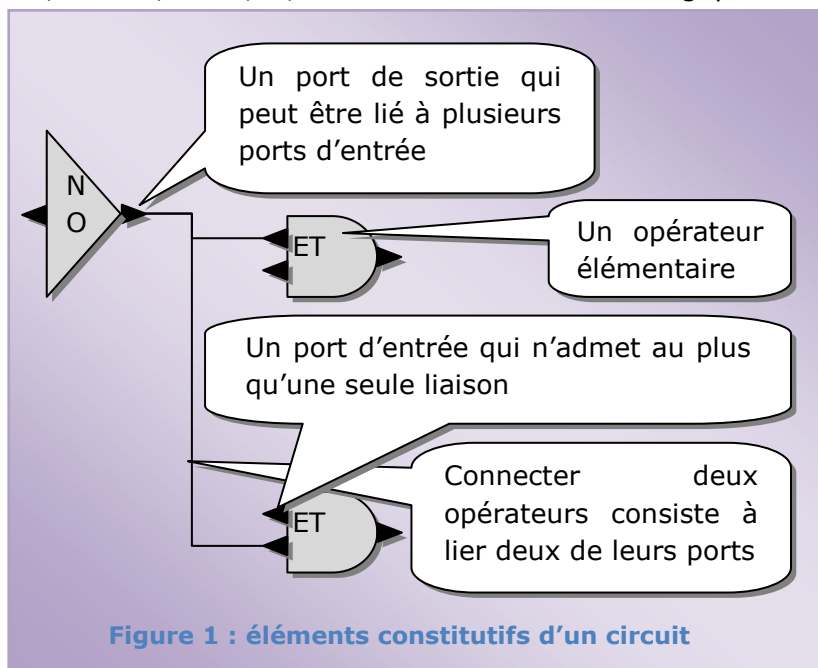 Un port de sortie qui
peut être lié à plusieurs
ports d’entrée
N
O
ET
Un opérateur
élémentaire
Un port d’entrée qui n’admet au plus
qu’une seule liaison
Connecter deux
opérateurs consiste à
lier deux de leurs ports
ET
Figure 1 : éléments constitutifs d’un circuit